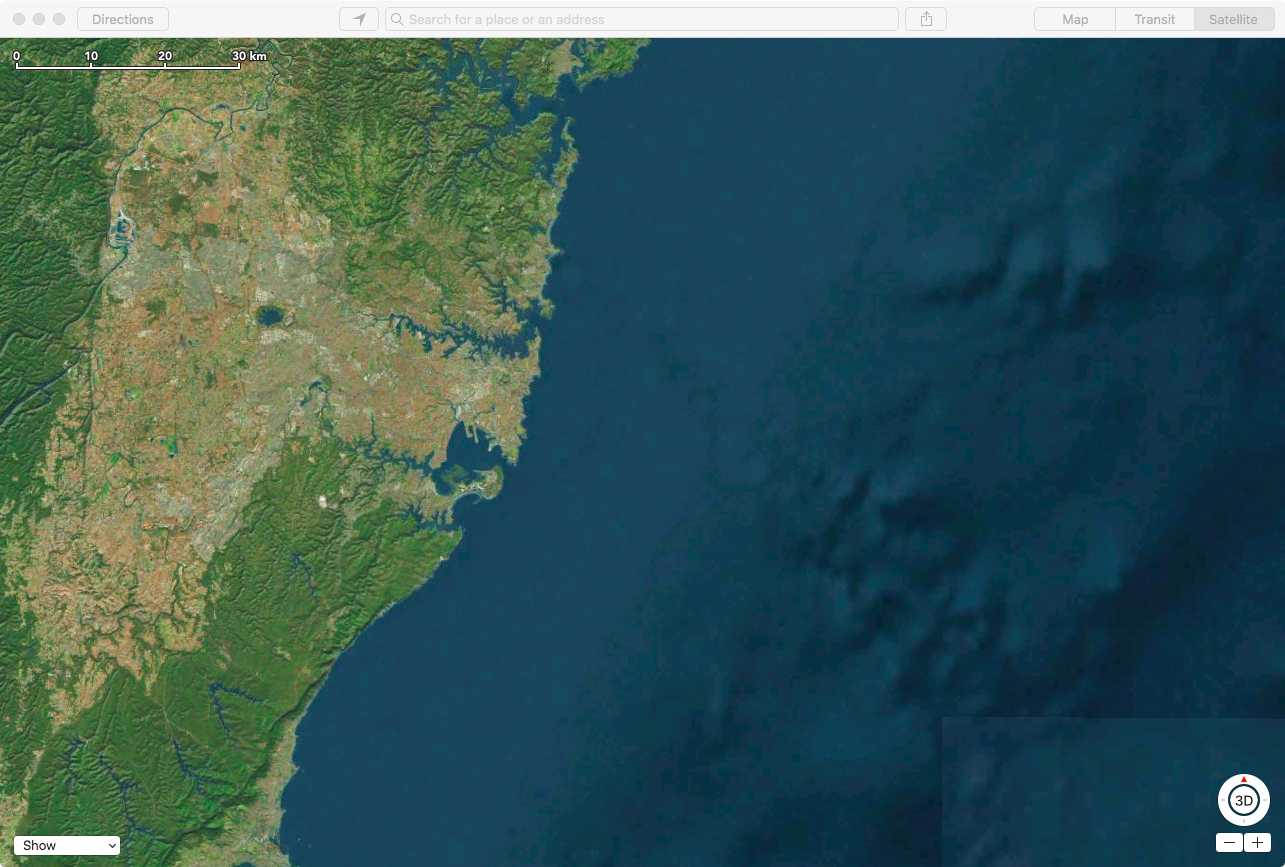 Directions
Search for a place or an address
Map
Transit
Satellite
0 10 20 30 km
3D
Show